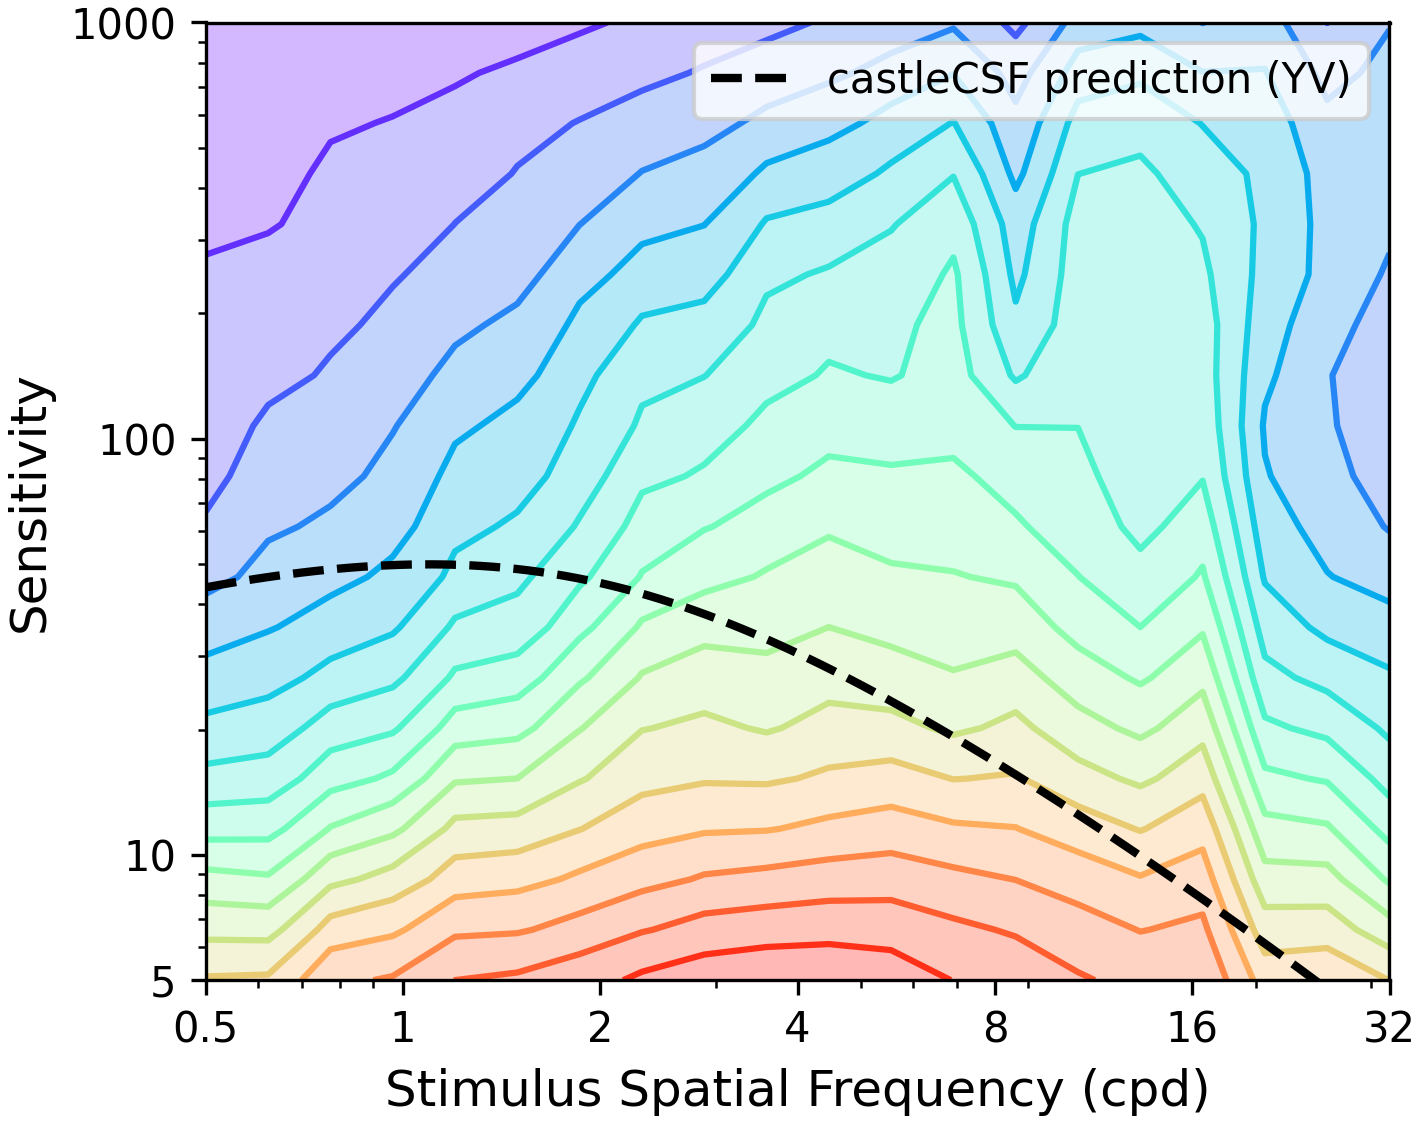 1000
castleCSF prediction (YV)
Sensitivity
100
10
5
0.5 1 2 4 8 16 32
Stimulus Spatial Frequency (cpd)